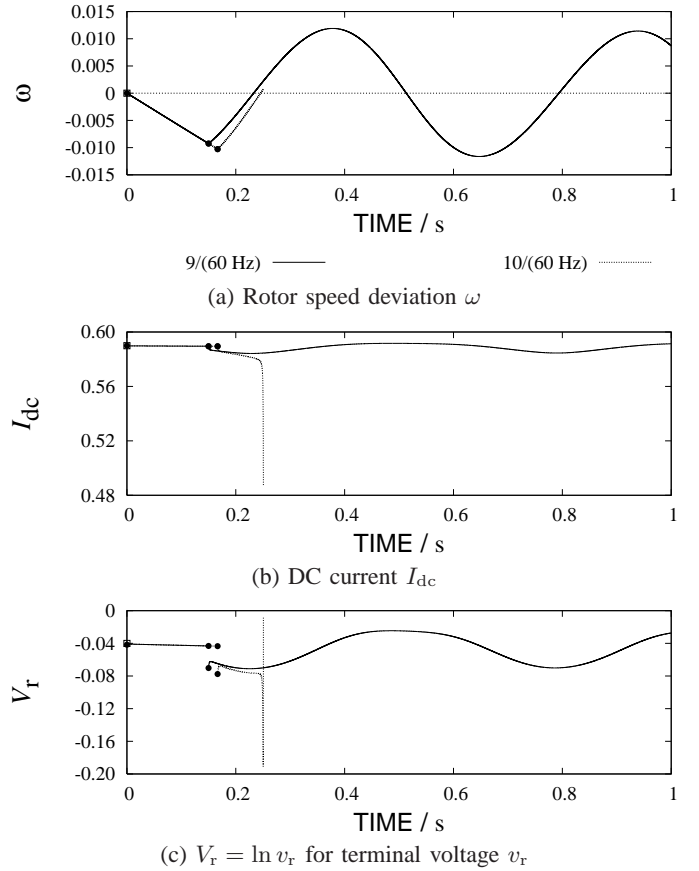 0.015
0.010
0.005
0
-0.005
-0.010
-0.015
ω
0 0.2 0.4 0.6 0.8 1
TIME / s
9/(60 Hz) 10/(60 Hz)
(a) Rotor speed deviation ω
0.60
0.56
0.52
0.48
I_dc
0 0.2 0.4 0.6 0.8 1
TIME / s
(b) DC current I_dc
0
-0.04
-0.08
-0.12
-0.16
-0.20
V_r
0 0.2 0.4 0.6 0.8 1
TIME / s
(c) V_r = ln v_r for terminal voltage v_r